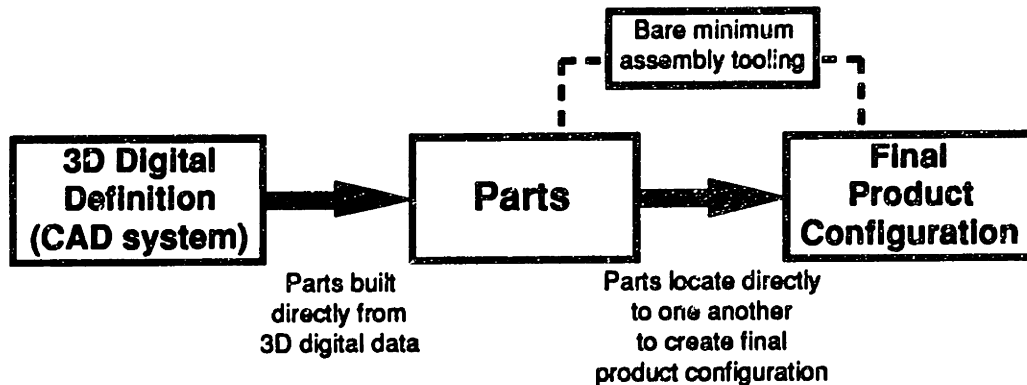 Bare minimum
assembly tooling
3D Digital
Definition
(CAD system)
Parts
Final
Product
Configuration
Parts built
directly from
3D digital data
Parts locate directly
to one another
to create final
product configuration